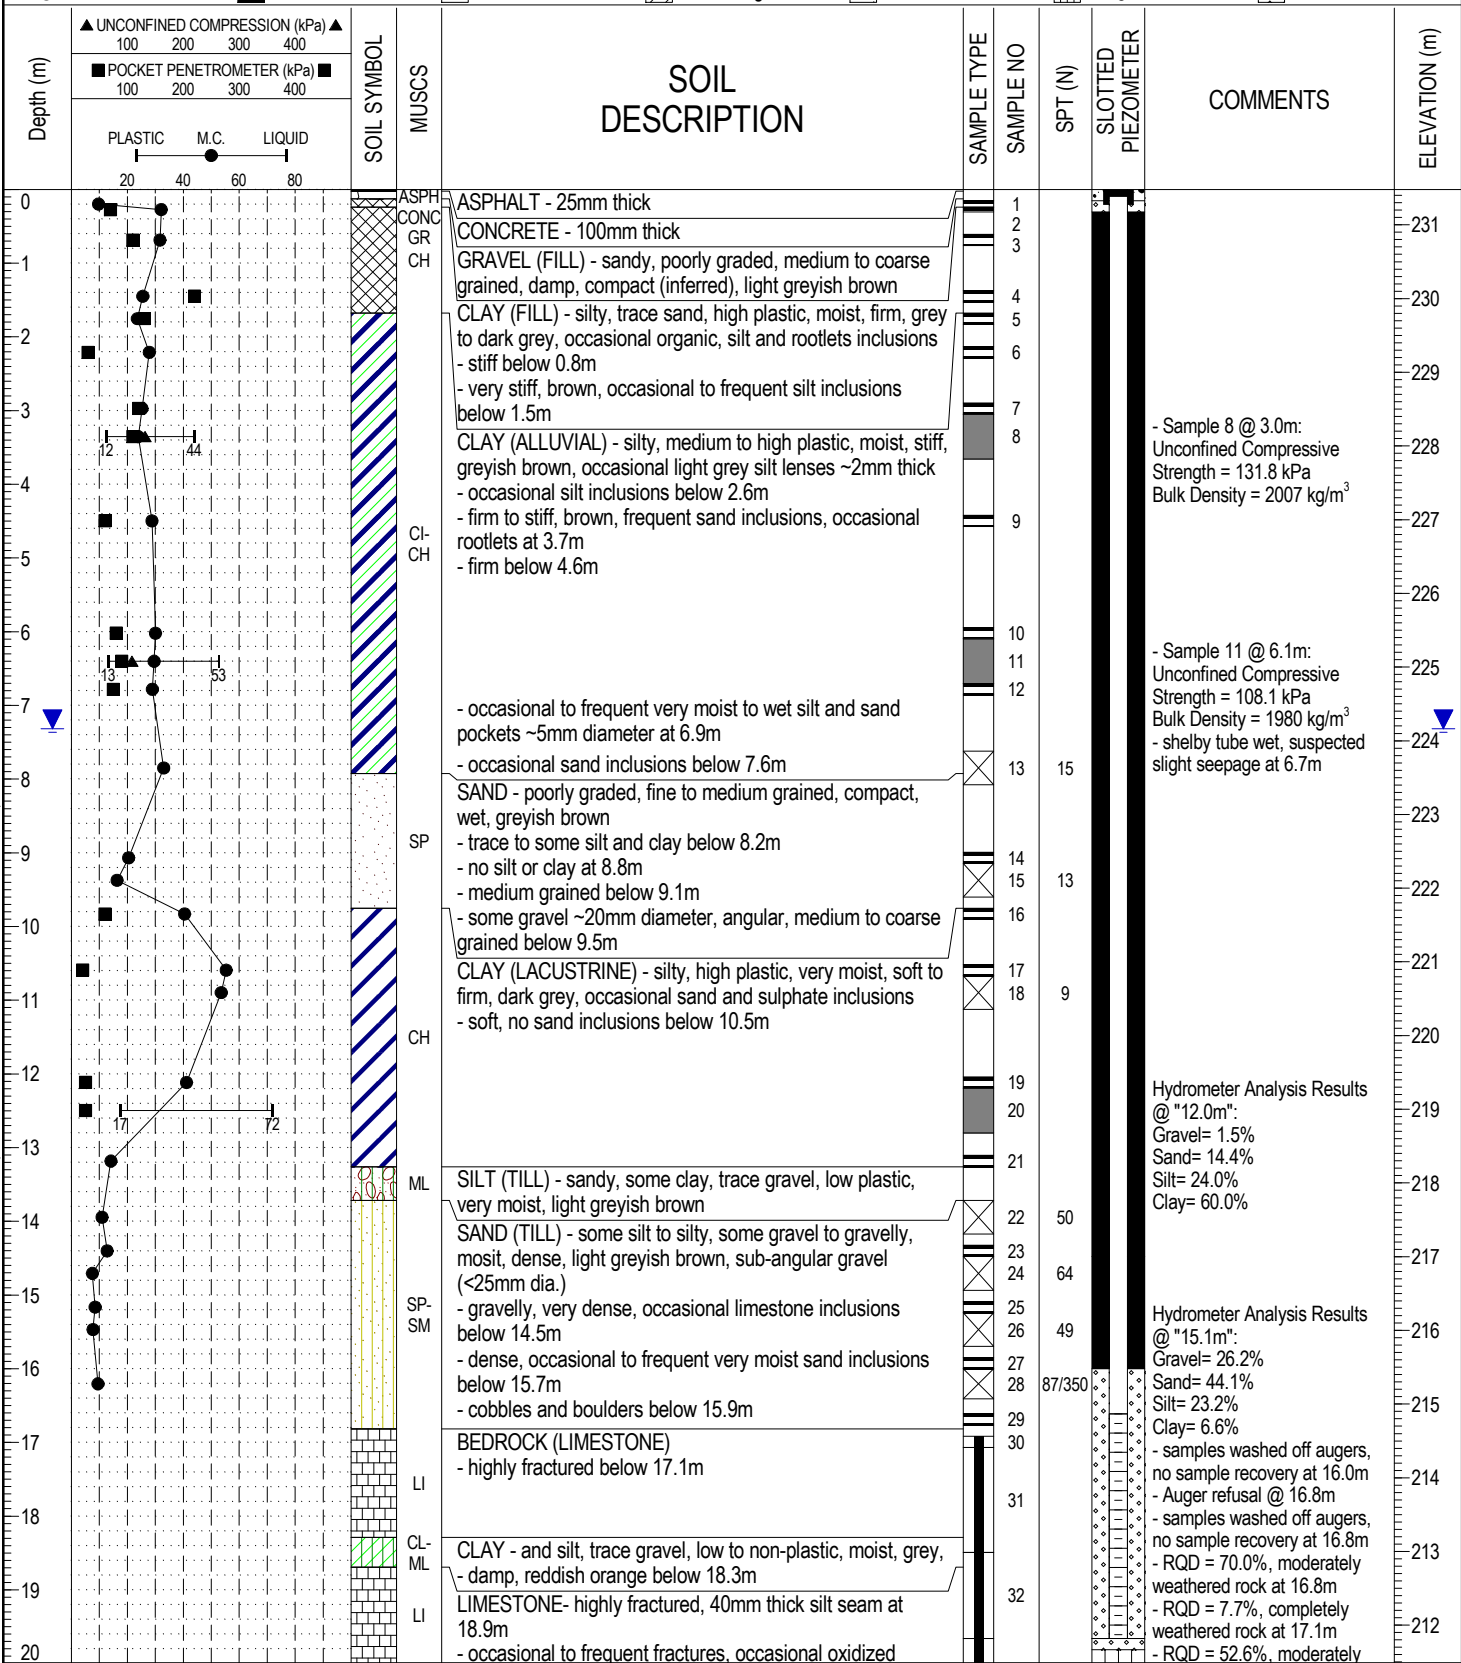 ▲ UNCONFINED COMPRESSION (kPa) ▲
100 200 300 400
■ POCKET PENETROMETER (kPa) ■
100 200 300 400
PLASTIC M.C. LIQUID
20 40 60 80
Depth (m)
SOIL SYMBOL
MUSCS
SOIL
DESCRIPTION
SAMPLE TYPE
SAMPLE NO
SPT (N)
SLOTTED
PIEZOMETER
COMMENTS
ELEVATION (m)
0
1
2
3
4
5
6
7
8
9
10
11
12
13
14
15
16
17
18
19
20
12 44
13 53
17 72
ASPH
CONC
GR
CH
CI-
CH
SP
CH
ML
SP-
SM
LI
CL-
ML
LI
ASPHALT - 25mm thick
CONCRETE - 100mm thick
GRAVEL (FILL) - sandy, poorly graded, medium to coarse
grained, damp, compact (inferred), light greyish brown
CLAY (FILL) - silty, trace sand, high plastic, moist, firm, grey
to dark grey, occasional organic, silt and rootlets inclusions
- stiff below 0.8m
- very stiff, brown, occasional to frequent silt inclusions
below 1.5m
CLAY (ALLUVIAL) - silty, medium to high plastic, moist, stiff,
greyish brown, occasional light grey silt lenses ~2mm thick
- occasional silt inclusions below 2.6m
- firm to stiff, brown, frequent sand inclusions, occasional
rootlets at 3.7m
- firm below 4.6m
- occasional to frequent very moist to wet silt and sand
pockets ~5mm diameter at 6.9m
- occasional sand inclusions below 7.6m
SAND - poorly graded, fine to medium grained, compact,
wet, greyish brown
- trace to some silt and clay below 8.2m
- no silt or clay at 8.8m
- medium grained below 9.1m
- some gravel ~20mm diameter, angular, medium to coarse
grained below 9.5m
CLAY (LACUSTRINE) - silty, high plastic, very moist, soft to
firm, dark grey, occasional sand and sulphate inclusions
- soft, no sand inclusions below 10.5m
SILT (TILL) - sandy, some clay, trace gravel, low plastic,
very moist, light greyish brown
SAND (TILL) - some silt to silty, some gravel to gravelly,
mosit, dense, light greyish brown, sub-angular gravel
(<25mm dia.)
- gravelly, very dense, occasional limestone inclusions
below 14.5m
- dense, occasional to frequent very moist sand inclusions
below 15.7m
- cobbles and boulders below 15.9m
BEDROCK (LIMESTONE)
- highly fractured below 17.1m
CLAY - and silt, trace gravel, low to non-plastic, moist, grey,
- damp, reddish orange below 18.3m
LIMESTONE- highly fractured, 40mm thick silt seam at
18.9m
- occasional to frequent fractures, occasional oxidized
1
2
3
4
5
6
7
8
9
10
11
12
13 15
14
15 13
16
17
18 9
19
20
21
22 50
23
24 64
25
26 49
27
28 87/350
29
30
31
32
- Sample 8 @ 3.0m:
Unconfined Compressive
Strength = 131.8 kPa
Bulk Density = 2007 kg/m³
- Sample 11 @ 6.1m:
Unconfined Compressive
Strength = 108.1 kPa
Bulk Density = 1980 kg/m³
- shelby tube wet, suspected
slight seepage at 6.7m
Hydrometer Analysis Results
@ "12.0m":
Gravel= 1.5%
Sand= 14.4%
Silt= 24.0%
Clay= 60.0%
Hydrometer Analysis Results
@ "15.1m":
Gravel= 26.2%
Sand= 44.1%
Silt= 23.2%
Clay= 6.6%
- samples washed off augers,
no sample recovery at 16.0m
- Auger refusal @ 16.8m
- samples washed off augers,
no sample recovery at 16.8m
- RQD = 70.0%, moderately
weathered rock at 16.8m
- RQD = 7.7%, completely
weathered rock at 17.1m
- RQD = 52.6%, moderately
231
230
229
228
227
226
225
224
223
222
221
220
219
218
217
216
215
214
213
212